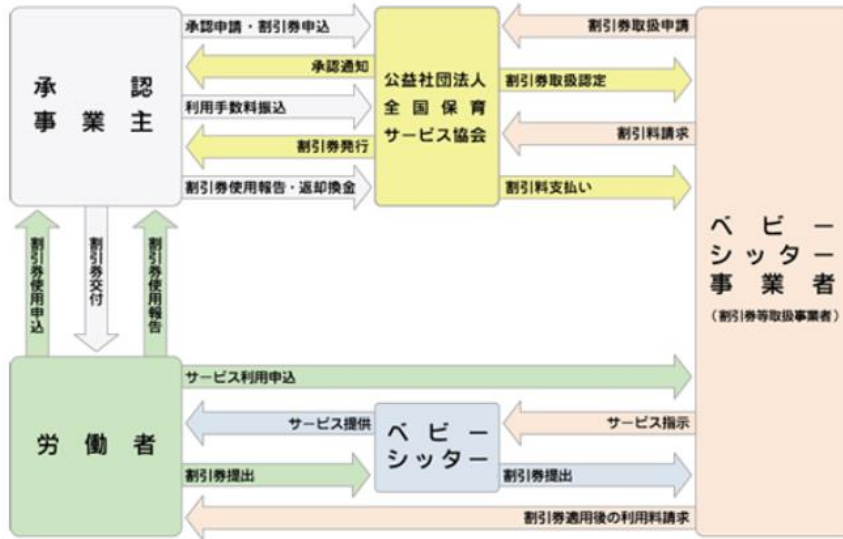 承認申請・割引券申込
割引券取扱申請
承認通知
割引券取扱認定
承認
事業主
公益社団法人
全国保育
サービス協会
利用手数料振込
割引料請求
割引券発行
割引券使用報告・返却換金
割引料支払い
割引券使用申込
割引券交付
割引券使用報告
ベビー
シッター
事業者
(割引券等取扱事業者)
サービス利用申込
サービス提供
サービス指示
労働者
ベビー
シッター
割引券提出
割引券提出
割引券適用後の利用料請求